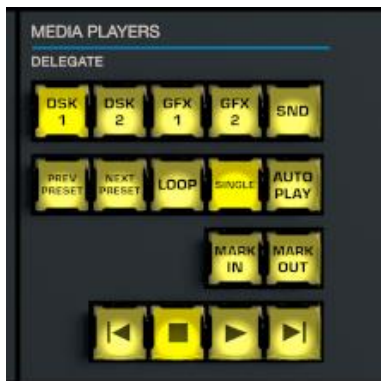 MEDIA PLAYERS
DELEGATE
DSK 1 DSK 2 GFX 1 GFX 2 SND
PREV PRESET NEXT PRESET LOOP SINGLE AUTO PLAY
MARK IN MARK OUT